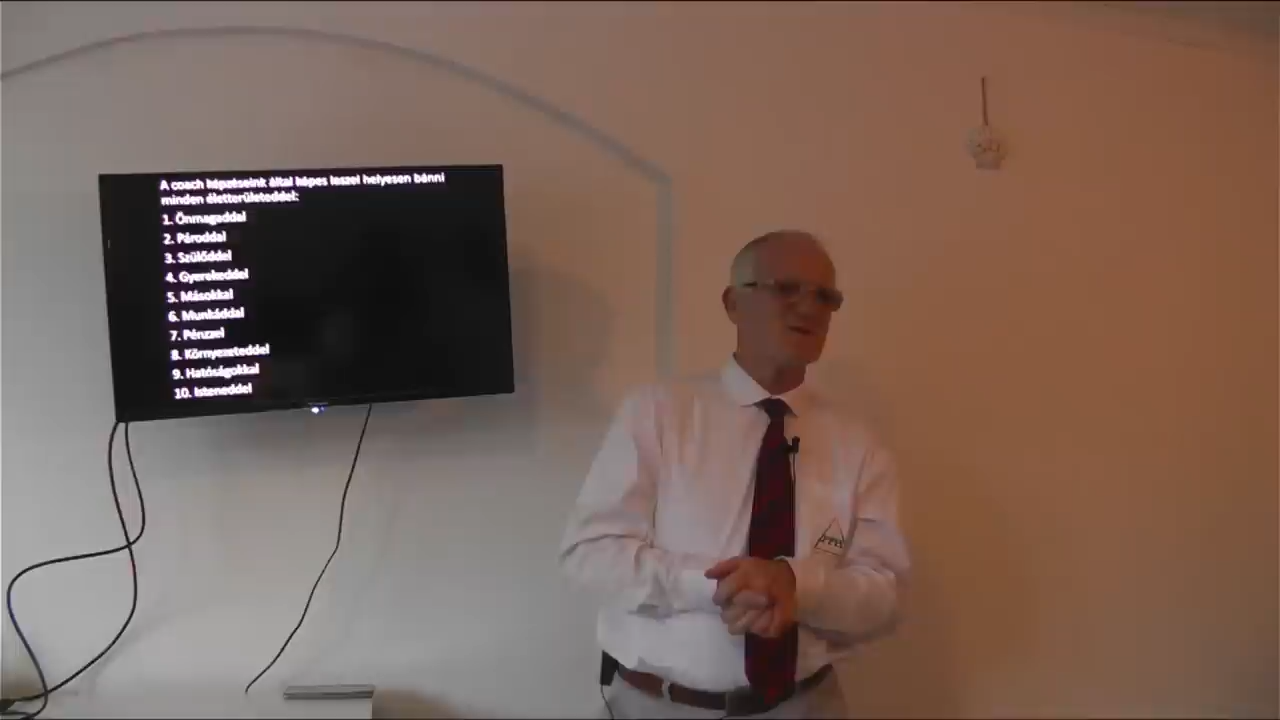 A coach képzéseink által képes leszel helyesen bánni
minden életterületeddel:
1. Önmagaddal
2. Pároddal
3. Szülőddel
4. Gyerekeddel
5. Másokkal
6. Munkáddal
7. Pénzzel
8. Környezeteddel
9. Hatóságokkal
10. Isteneddel